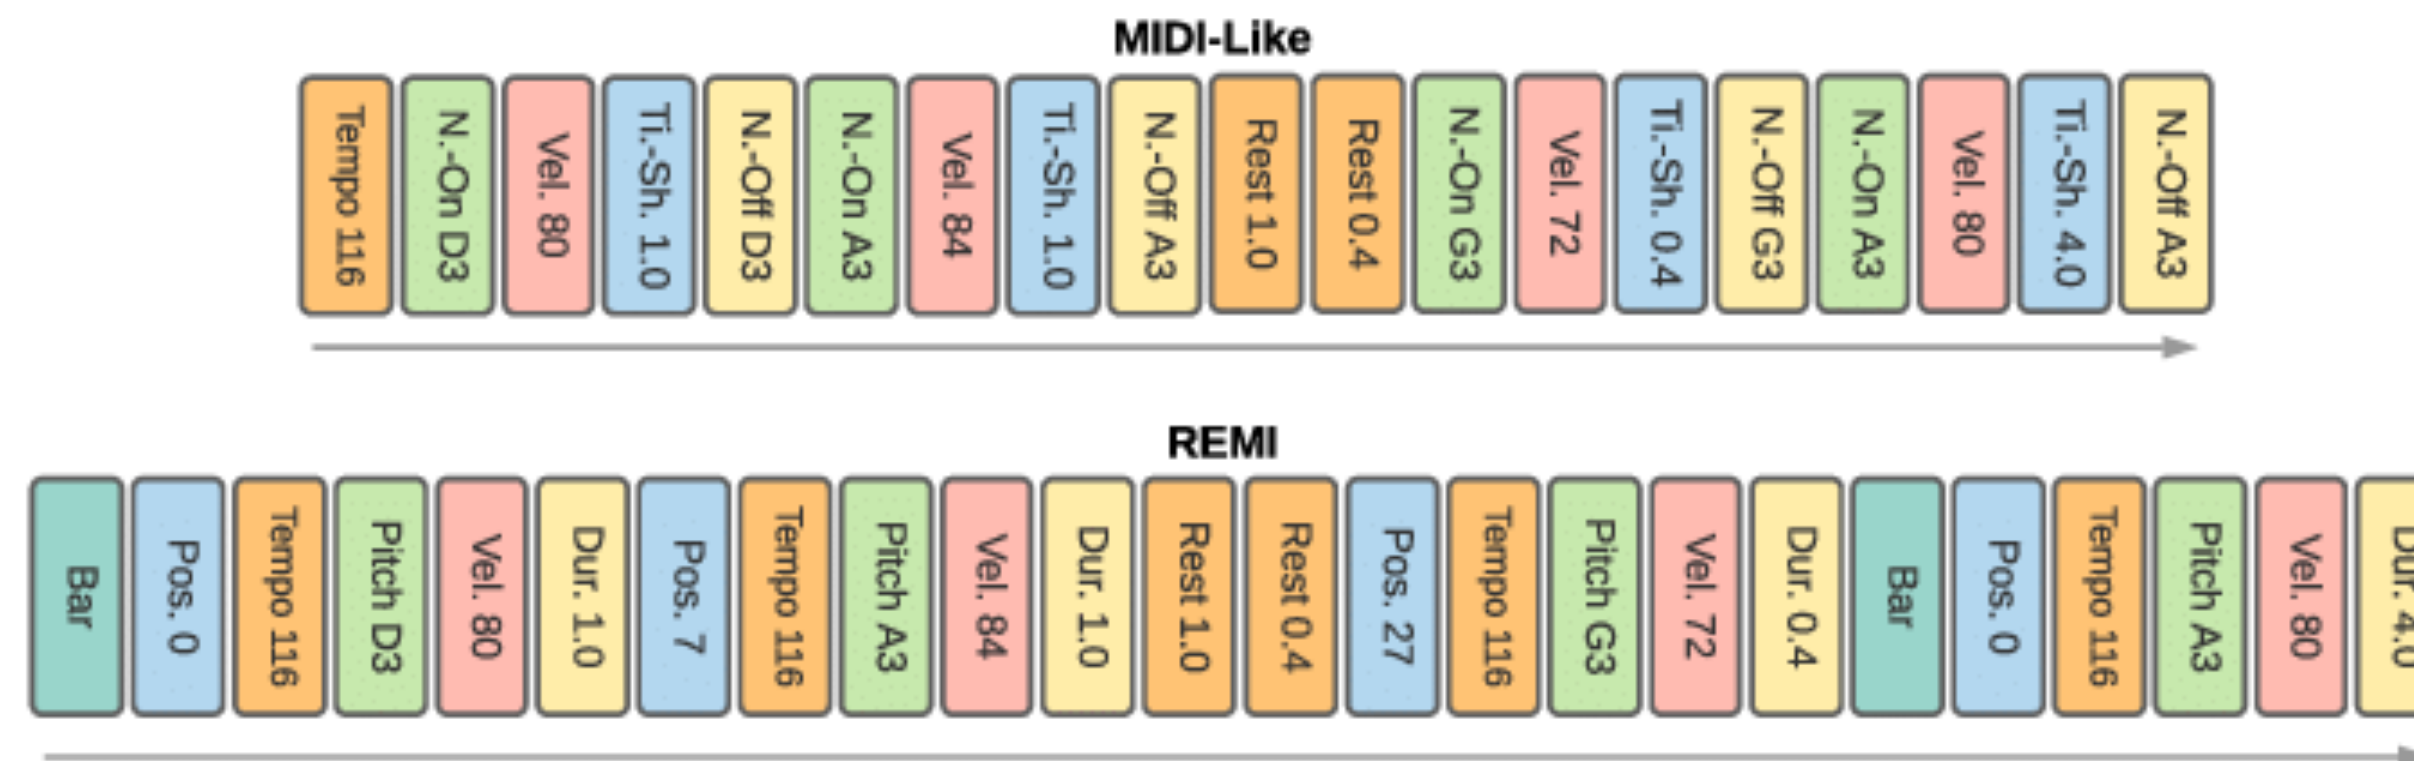 MIDI-Like
Tempo 116
N.-On D3
Vel. 80
Ti.-Sh. 1.0
N.-Off D3
N.-On A3
Vel. 84
Ti.-Sh. 1.0
N.-Off A3
Rest 1.0
Rest 0.4
N.-On G3
Vel. 72
Ti.-Sh. 0.4
N.-Off G3
N.-On A3
Vel. 80
Ti.-Sh. 4.0
N.-Off A3
REMI
Bar
Pos. 0
Tempo 116
Pitch D3
Vel. 80
Dur. 1.0
Pos. 7
Tempo 116
Pitch A3
Vel. 84
Dur. 1.0
Rest 1.0
Rest 0.4
Pos. 27
Tempo 116
Pitch G3
Vel. 72
Dur. 0.4
Bar
Pos. 0
Tempo 116
Pitch A3
Vel. 80
Dur. 4.0